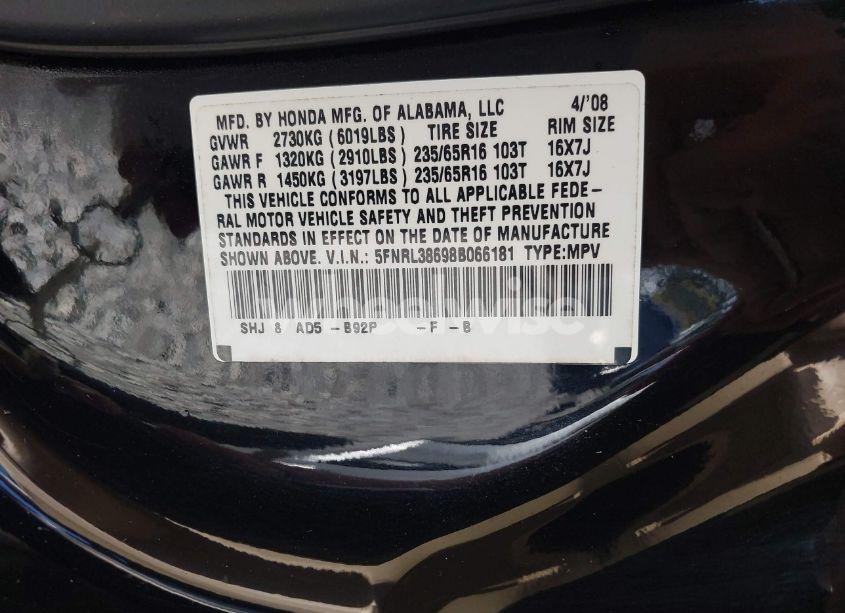 MFD. BY HONDA MFG. OF ALABAMA, LLC 4/'08
GVWR 2730KG (6019LBS) TIRE SIZE RIM SIZE
GAWR F 1320KG (2910LBS) 235/65R16 103T 16X7J
GAWR R 1450KG (3197LBS) 235/65R16 103T 16X7J
THIS VEHICLE CONFORMS TO ALL APPLICABLE FEDE-
RAL MOTOR VEHICLE SAFETY AND THEFT PREVENTION
STANDARDS IN EFFECT ON THE DATE OF MANUFACTURE
SHOWN ABOVE. V.I.N.: 5FNRL38698B066181 TYPE:MPV
wheelwise
SHJ 8 AD5 -B92P -F -B